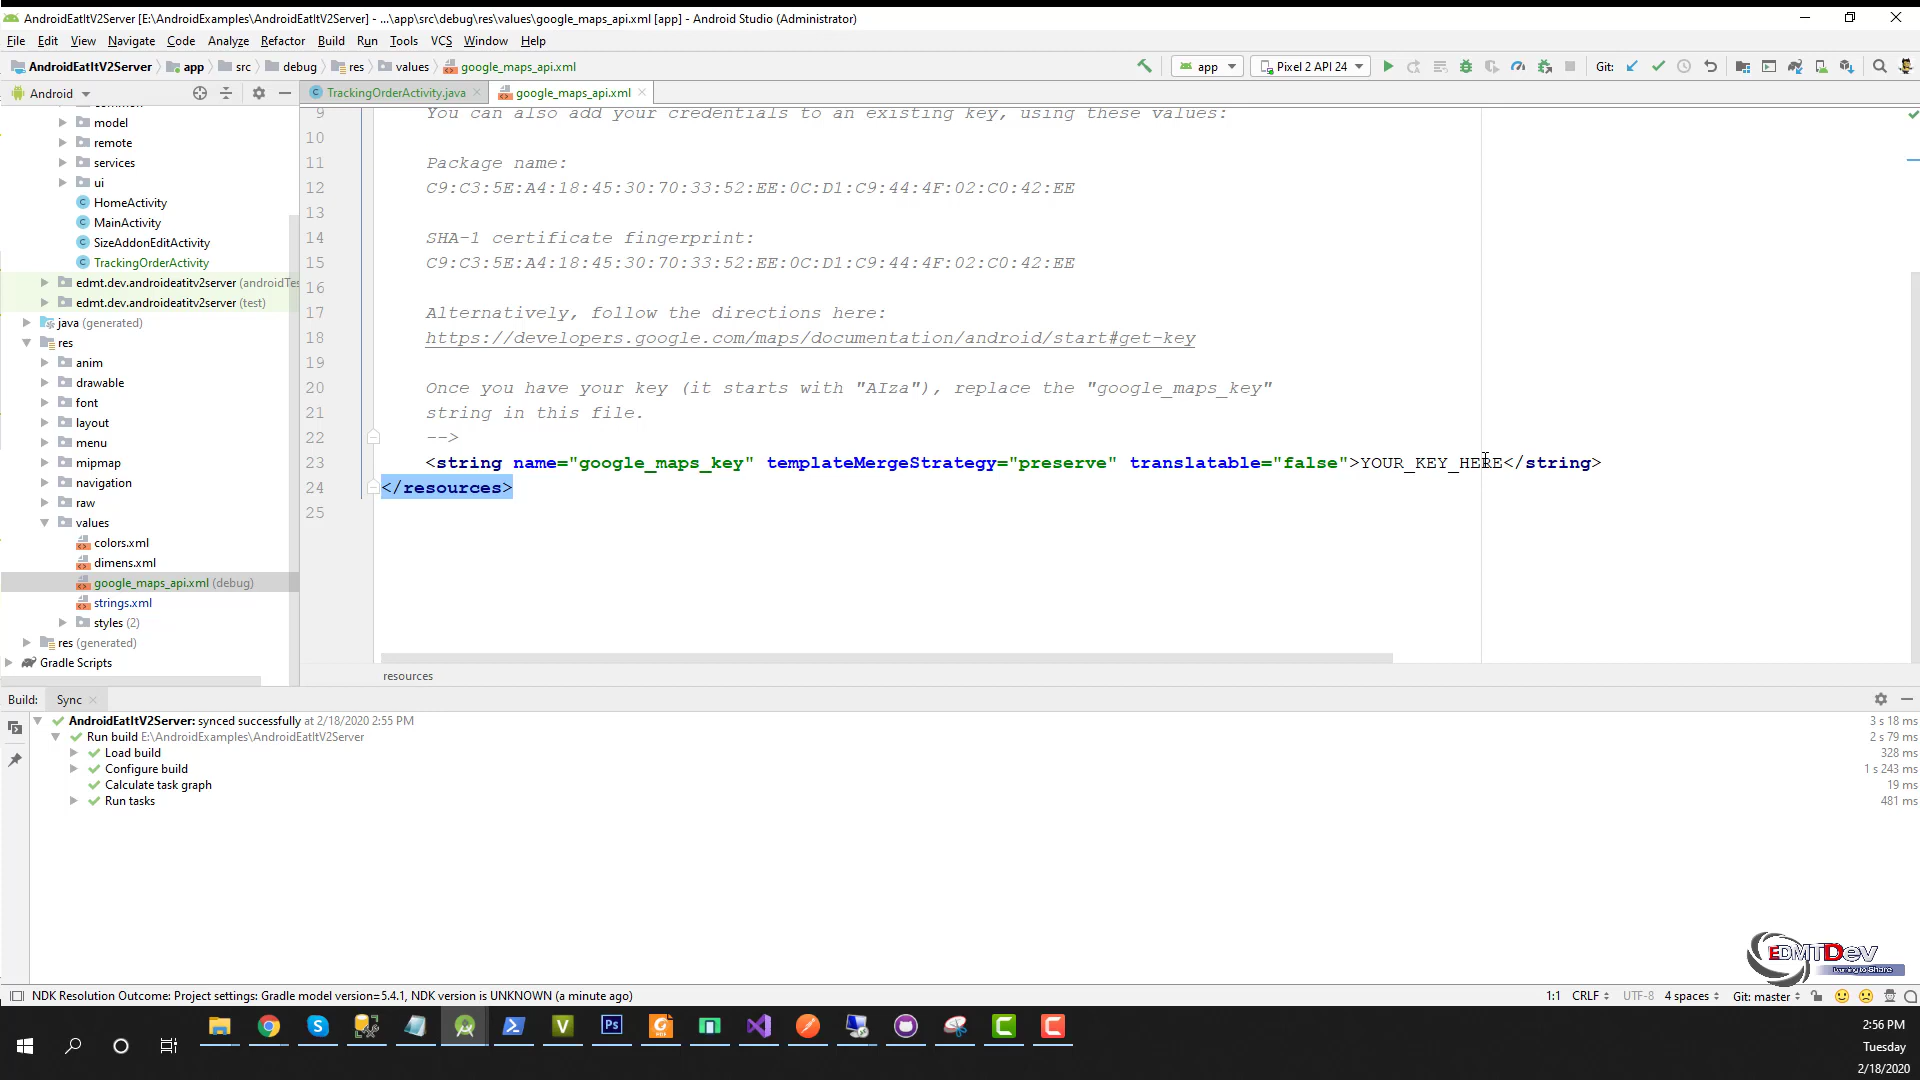 AndroidEatItV2Server [E:\AndroidExamples\AndroidEatItV2Server] - ...\app\src\debug\res\values\google_maps_api.xml [app] - Android Studio (Administrator)
File Edit View Navigate Code Analyze Refactor Build Run Tools VCS Window Help
AndroidEatItV2Server app src debug res values google_maps_api.xml app Pixel 2 API 24 Git:
Android TrackingOrderActivity.java google_maps_api.xml
model
remote
services
ui
HomeActivity
MainActivity
SizeAddonEditActivity
TrackingOrderActivity
edmt.dev.androideatitv2server (androidTes
edmt.dev.androideatitv2server (test)
java (generated)
res
anim
drawable
font
layout
menu
mipmap
navigation
raw
values
colors.xml
dimens.xml
google_maps_api.xml (debug)
strings.xml
styles (2)
res (generated)
Gradle Scripts
9 You can also add your credentials to an existing key, using these values:
10
11 Package name:
12 C9:C3:5E:A4:18:45:30:70:33:52:EE:0C:D1:C9:44:4F:02:C0:42:EE
13
14 SHA-1 certificate fingerprint:
15 C9:C3:5E:A4:18:45:30:70:33:52:EE:0C:D1:C9:44:4F:02:C0:42:EE
16
17 Alternatively, follow the directions here:
18 https://developers.google.com/maps/documentation/android/start#get-key
19
20 Once you have your key (it starts with "AIza"), replace the "google_maps_key"
21 string in this file.
22 -->
23 <string name="google_maps_key" templateMergeStrategy="preserve" translatable="false">YOUR_KEY_HERE</string>
24 </resources>
25
resources
Build: Sync
AndroidEatItV2Server: synced successfully at 2/18/2020 2:55 PM 3 s 18 ms
Run build E:\AndroidExamples\AndroidEatItV2Server 2 s 79 ms
Load build 328 ms
Configure build 1 s 243 ms
Calculate task graph 19 ms
Run tasks 481 ms
EDMTDev
Learning to Share
NDK Resolution Outcome: Project settings: Gradle model version=5.4.1, NDK version is UNKNOWN (a minute ago) 1:1 CRLF UTF-8 4 spaces Git: master
2:56 PM
Tuesday
2/18/2020